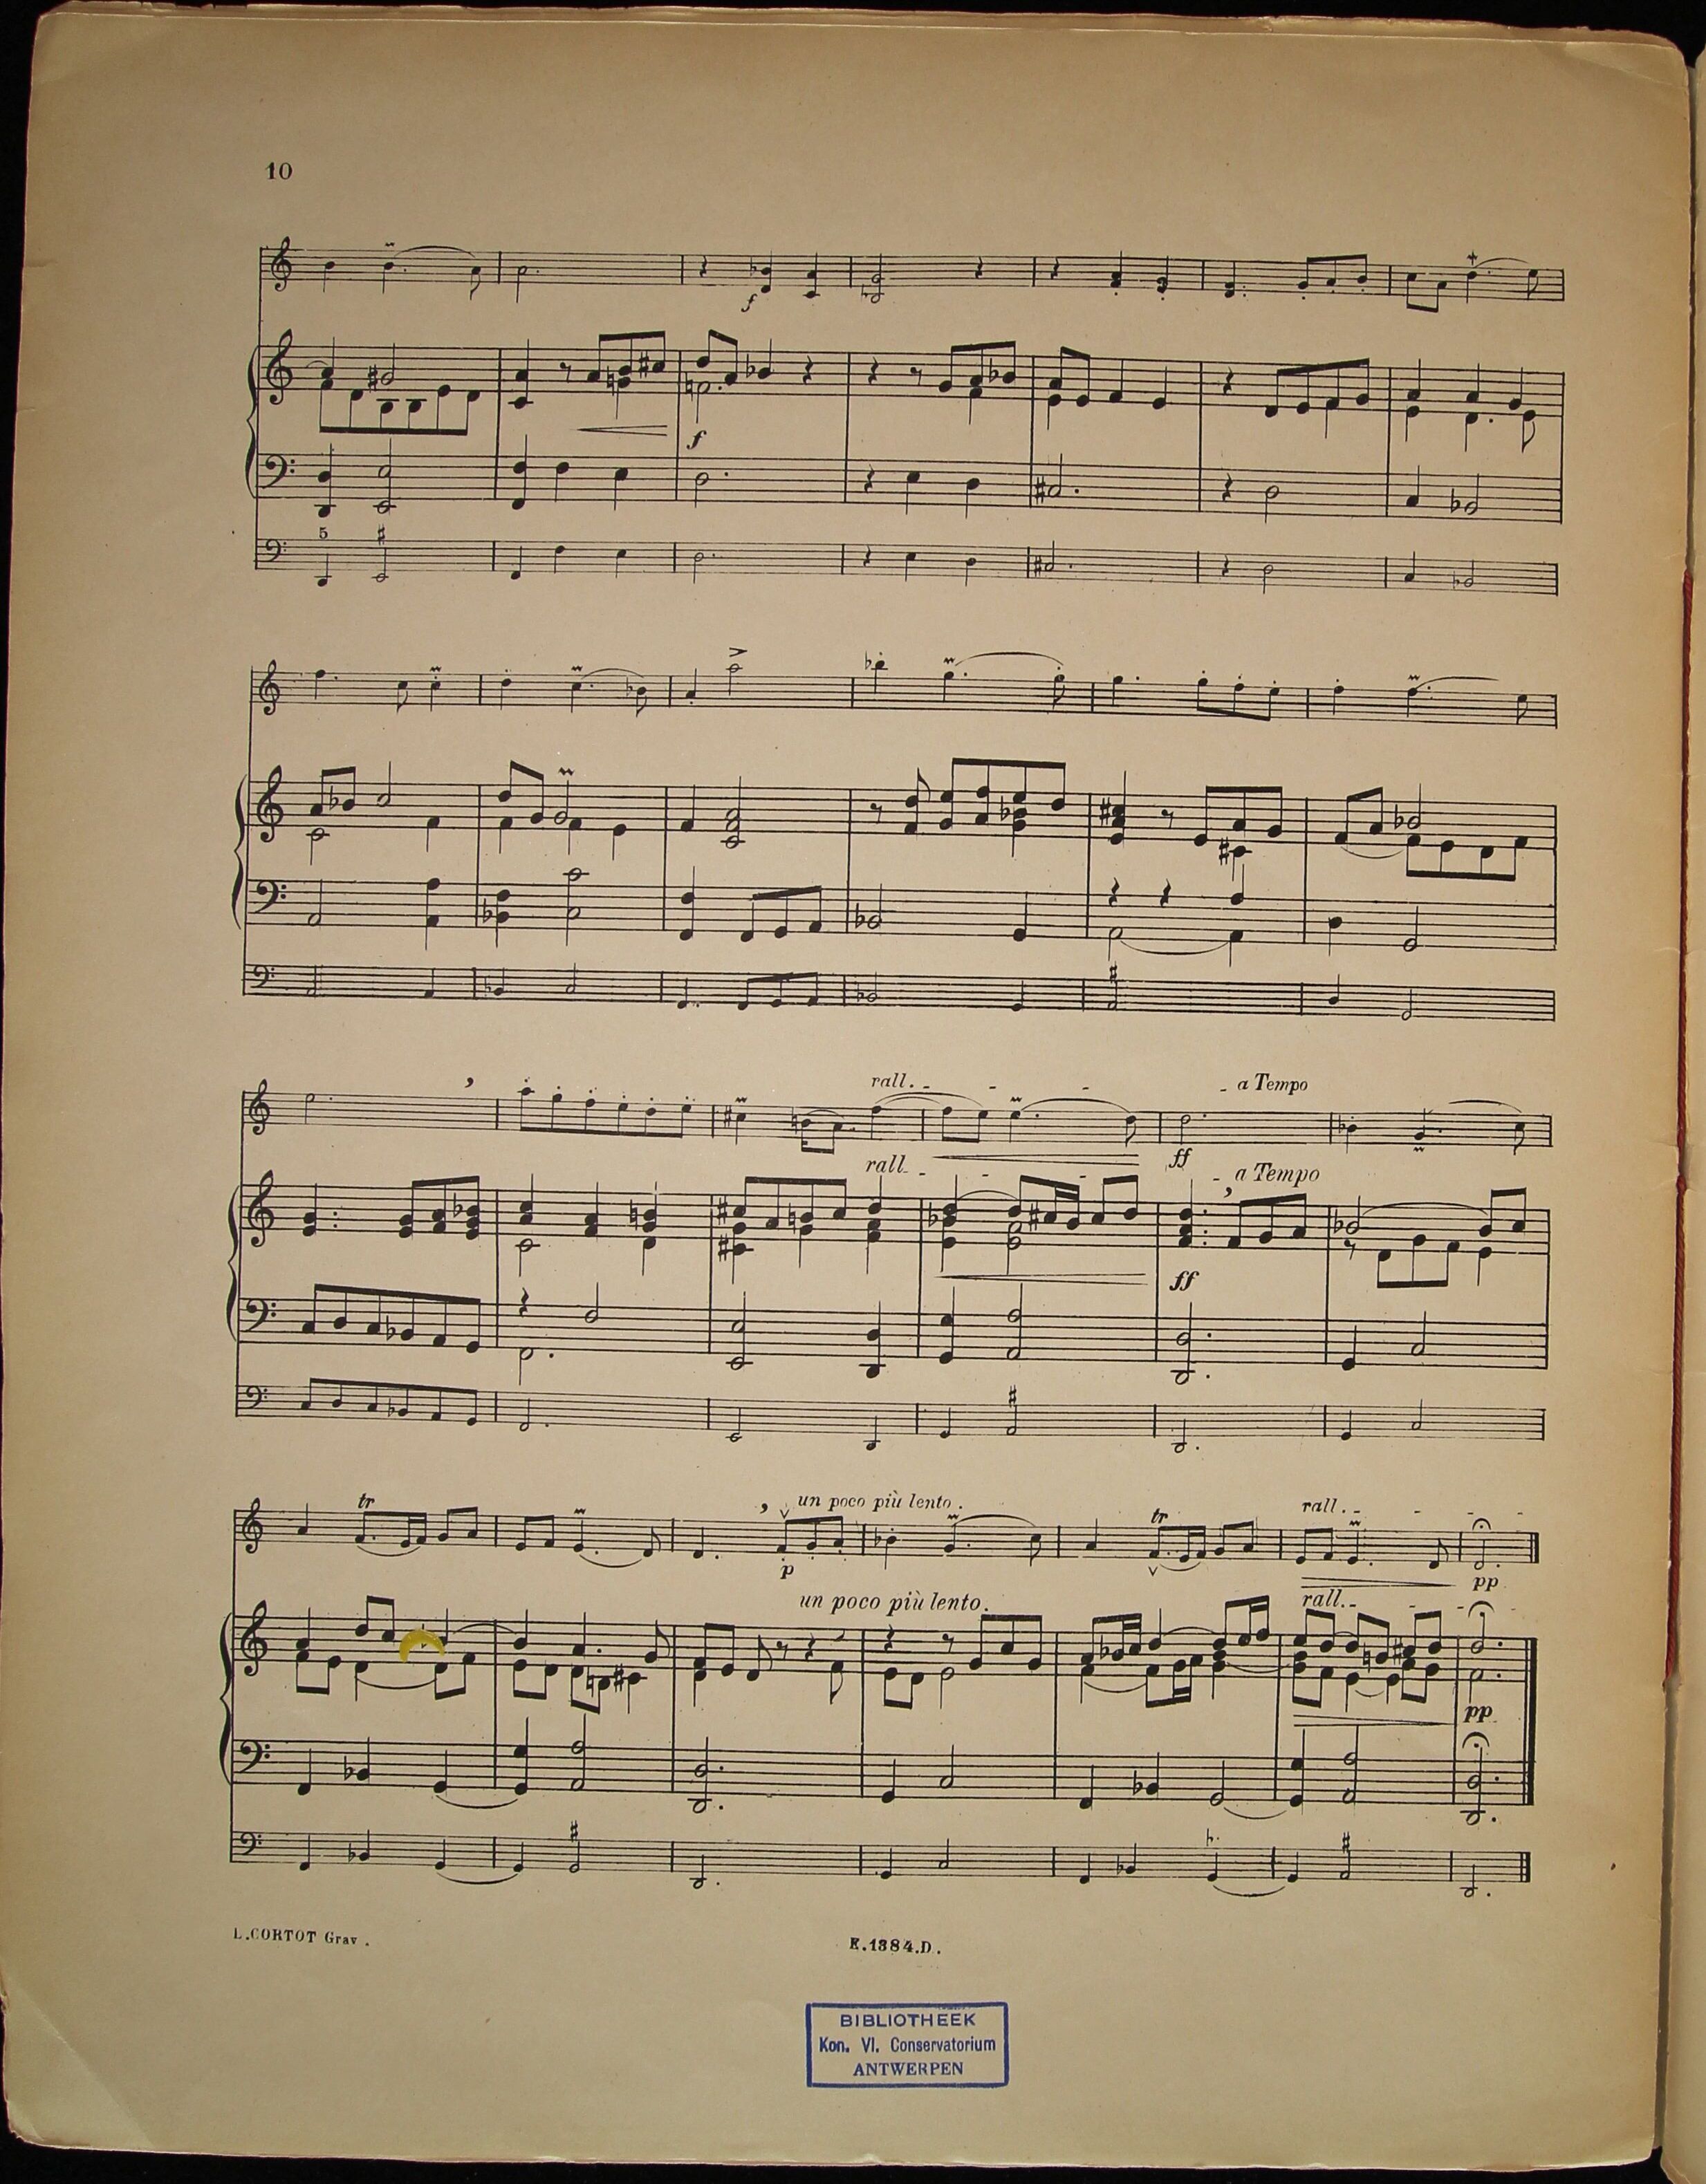 10
f
f
5
rall.
a Tempo
rall.
ff
a Tempo
ff
tr
un poco più lento.
tr
rall.
p
pp
un poco più lento.
rall.
pp
L. CORTOT Grav.
E.1384.D.
BIBLIOTHEEK
Kon. Vl. Conservatorium
ANTWERPEN